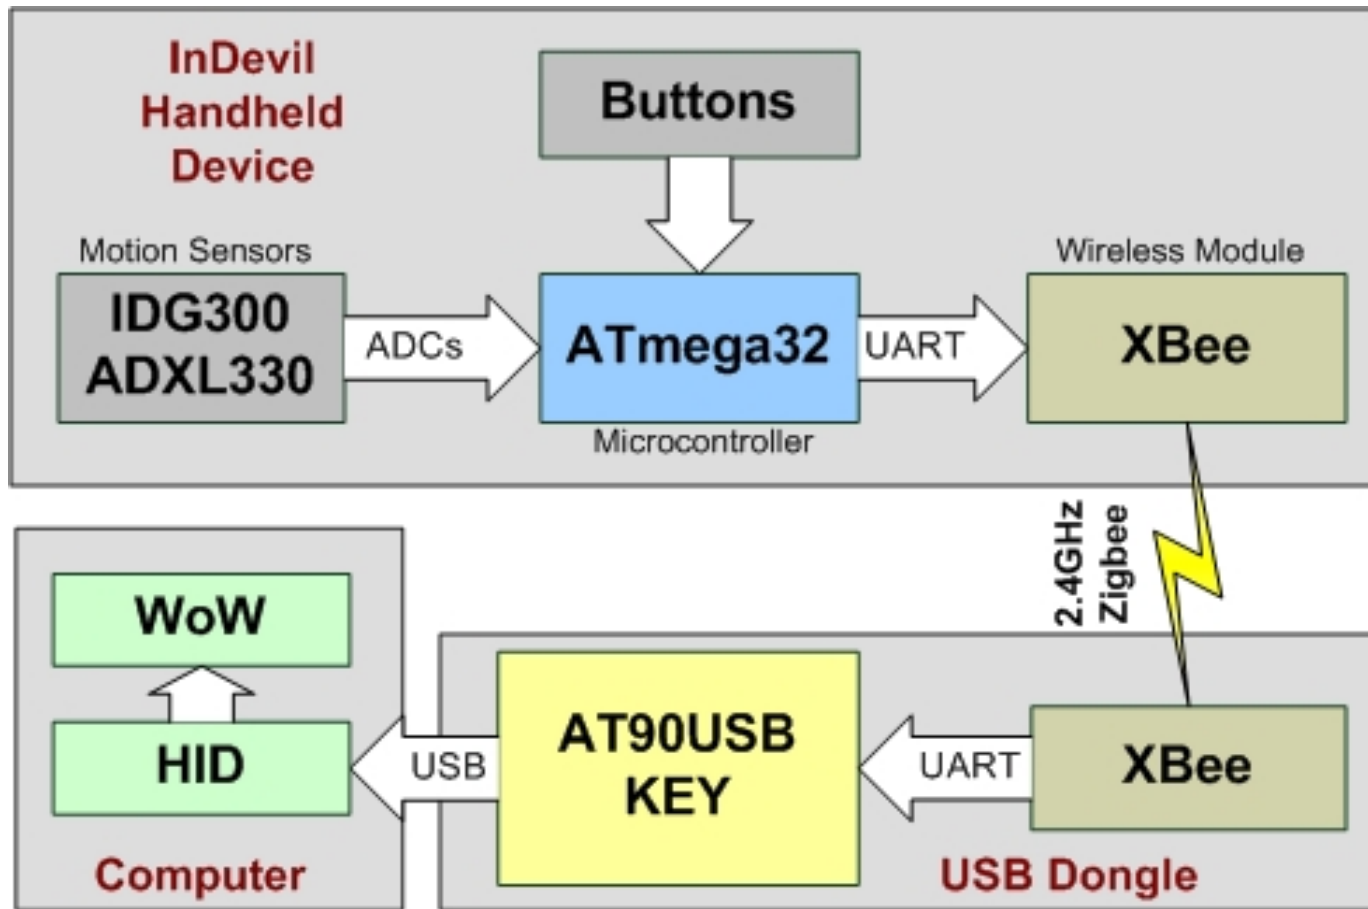 InDevil
Handheld
Device
Buttons
Motion Sensors
IDG300
ADXL330
ADCs
ATmega32
Microcontroller
UART
Wireless Module
XBee
2.4GHz
Zigbee
WoW
HID
Computer
USB
AT90USB
KEY
UART
XBee
USB Dongle